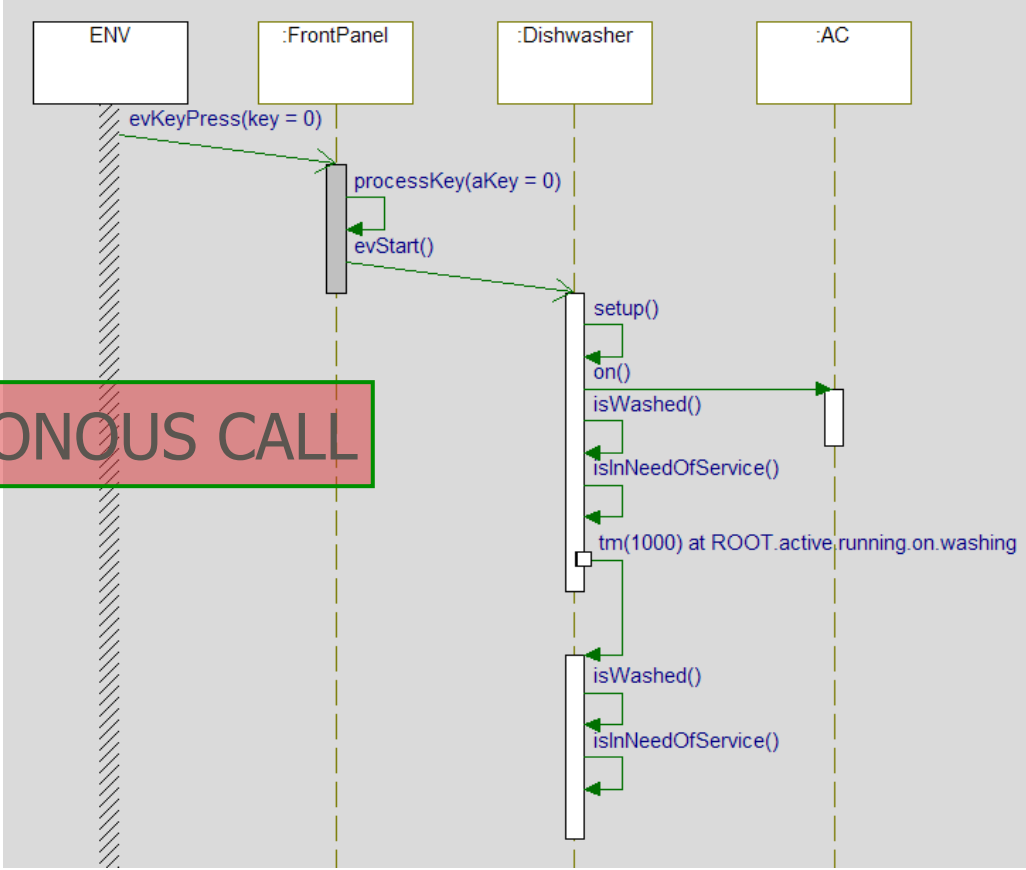 ENV
:FrontPanel
:Dishwasher
:AC
evKeyPress(key = 0)
processKey(aKey = 0)
evStart()
setup()
on()
isWashed()
ONOUS CALL
isInNeedOfService()
tm(1000) at ROOT.active.running.on.washing
isWashed()
isInNeedOfService()